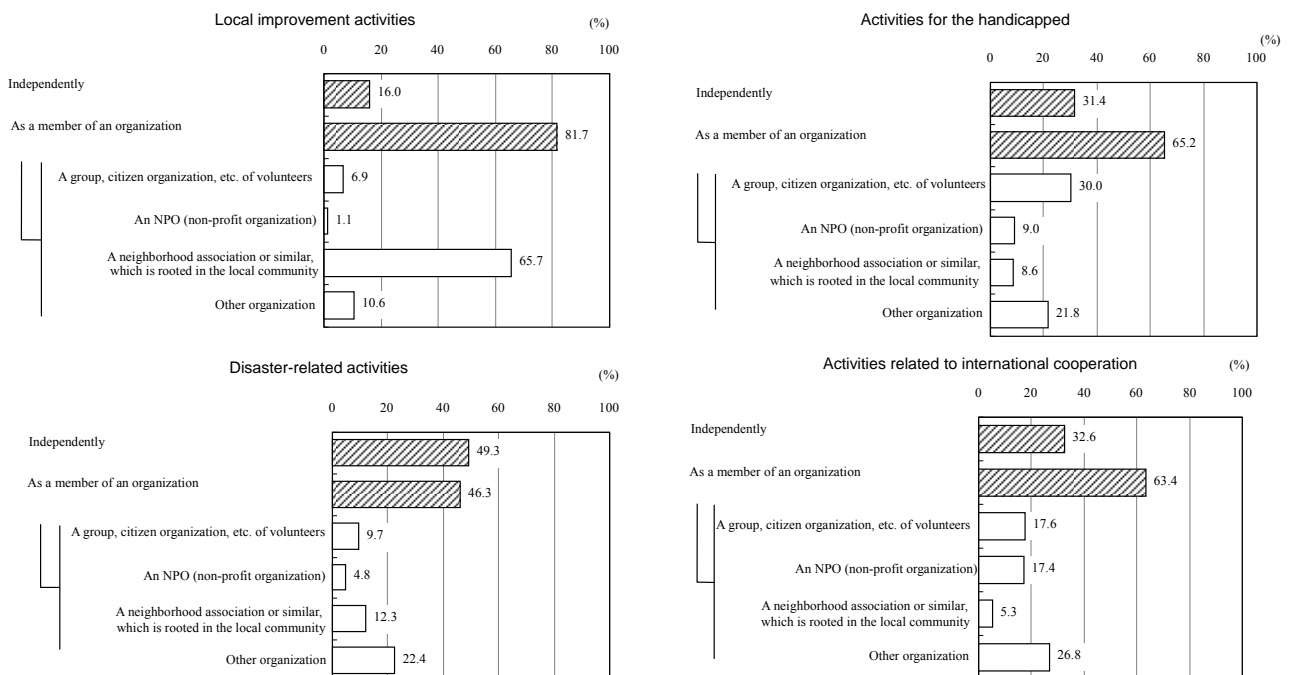 Local improvement activities
(%)
0 20 40 60 80 100
Independently
16.0
As a member of an organization
81.7
A group, citizen organization, etc. of volunteers
6.9
An NPO (non-profit organization)
1.1
A neighborhood association or similar,
which is rooted in the local community
65.7
Other organization
10.6
Activities for the handicapped
(%)
0 20 40 60 80 100
Independently
31.4
As a member of an organization
65.2
A group, citizen organization, etc. of volunteers
30.0
An NPO (non-profit organization)
9.0
A neighborhood association or similar,
which is rooted in the local community
8.6
Other organization
21.8
Disaster-related activities
(%)
0 20 40 60 80 100
Independently
49.3
As a member of an organization
46.3
A group, citizen organization, etc. of volunteers
9.7
An NPO (non-profit organization)
4.8
A neighborhood association or similar,
which is rooted in the local community
12.3
Other organization
22.4
Activities related to international cooperation
(%)
0 20 40 60 80 100
Independently
32.6
As a member of an organization
63.4
A group, citizen organization, etc. of volunteers
17.6
An NPO (non-profit organization)
17.4
A neighborhood association or similar,
which is rooted in the local community
5.3
Other organization
26.8